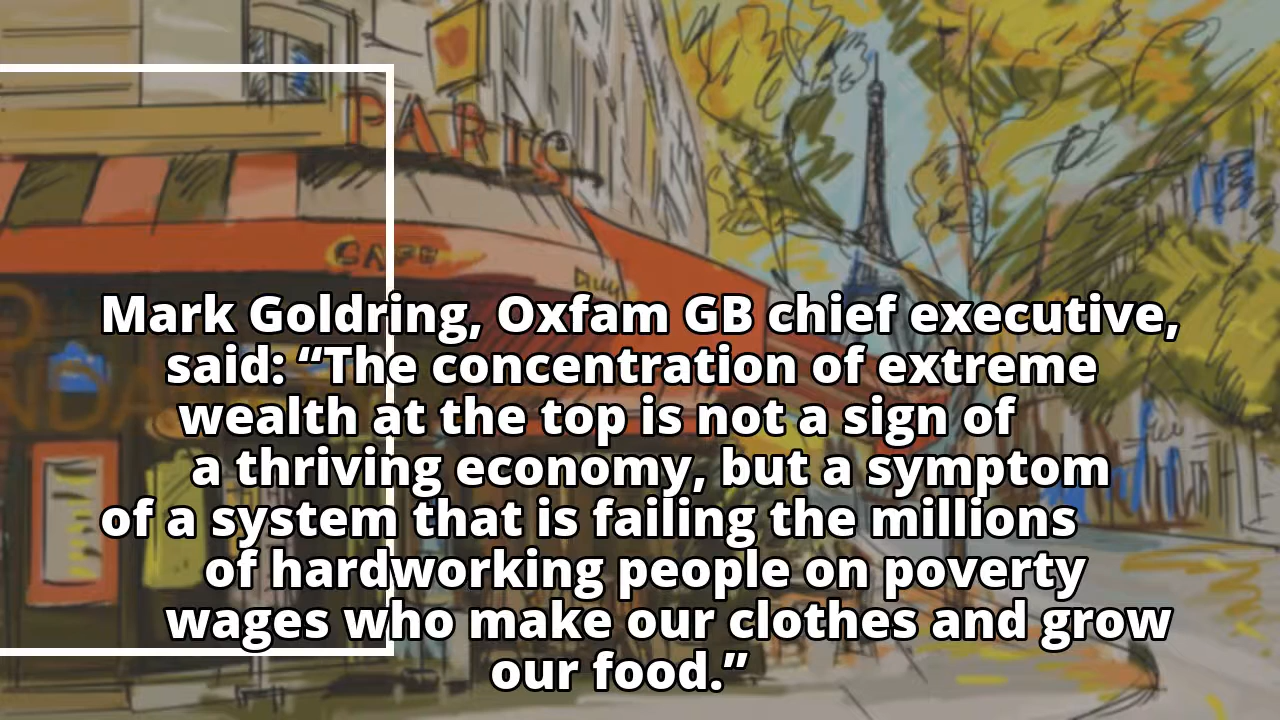 PARIS
CAFE
Mark Goldring, Oxfam GB chief executive,
said: “The concentration of extreme
wealth at the top is not a sign of
a thriving economy, but a symptom
of a system that is failing the millions
of hardworking people on poverty
wages who make our clothes and grow
our food.”